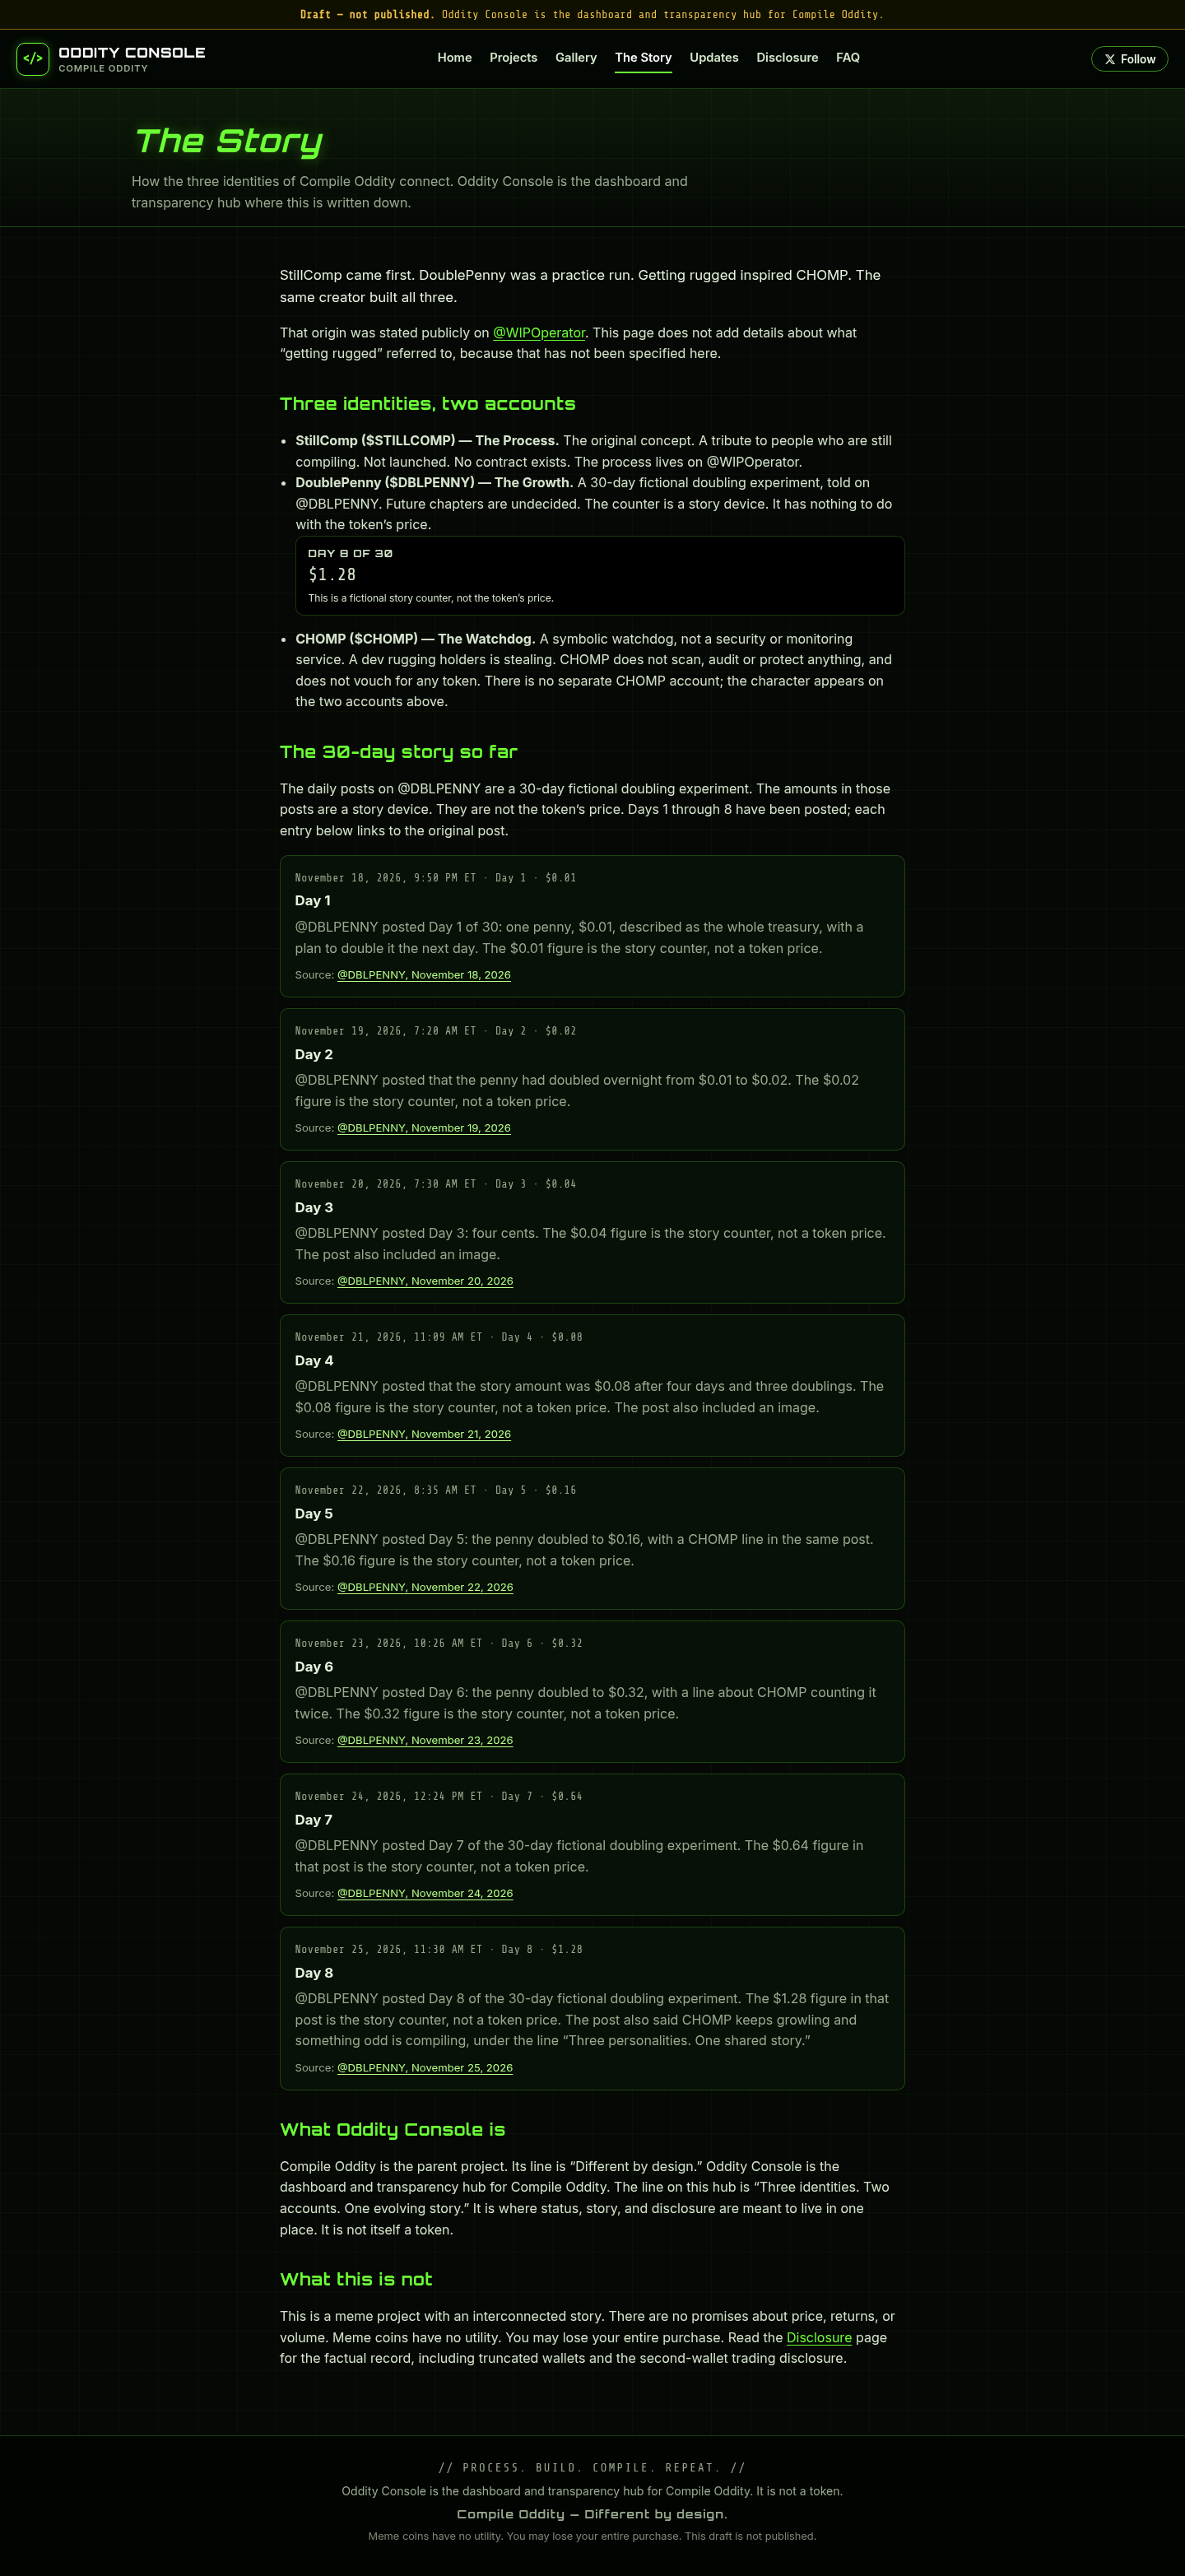 Draft — not published. Oddity Console is the dashboard and transparency hub for Compile Oddity.
</>
ODDITY CONSOLE
COMPILE ODDITY
Home Projects Gallery The Story Updates Disclosure FAQ
Follow
The Story
How the three identities of Compile Oddity connect. Oddity Console is the dashboard and
transparency hub where this is written down.
StillComp came first. DoublePenny was a practice run. Getting rugged inspired CHOMP. The
same creator built all three.
That origin was stated publicly on @WIPOperator. This page does not add details about what
“getting rugged” referred to, because that has not been specified here.
Three identities, two accounts
• StillComp ($STILLCOMP) — The Process. The original concept. A tribute to people who are still
compiling. Not launched. No contract exists. The process lives on @WIPOperator.
• DoublePenny ($DBLPENNY) — The Growth. A 30-day fictional doubling experiment, told on
@DBLPENNY. Future chapters are undecided. The counter is a story device. It has nothing to do
with the token’s price.
DAY 8 OF 30
$1.28
This is a fictional story counter, not the token’s price.
• CHOMP ($CHOMP) — The Watchdog. A symbolic watchdog, not a security or monitoring
service. A dev rugging holders is stealing. CHOMP does not scan, audit or protect anything, and
does not vouch for any token. There is no separate CHOMP account; the character appears on
the two accounts above.
The 30-day story so far
The daily posts on @DBLPENNY are a 30-day fictional doubling experiment. The amounts in those
posts are a story device. They are not the token’s price. Days 1 through 8 have been posted; each
entry below links to the original post.
November 18, 2026, 9:50 PM ET · Day 1 · $0.01
Day 1
@DBLPENNY posted Day 1 of 30: one penny, $0.01, described as the whole treasury, with a
plan to double it the next day. The $0.01 figure is the story counter, not a token price.
Source: @DBLPENNY, November 18, 2026
November 19, 2026, 7:20 AM ET · Day 2 · $0.02
Day 2
@DBLPENNY posted that the penny had doubled overnight from $0.01 to $0.02. The $0.02
figure is the story counter, not a token price.
Source: @DBLPENNY, November 19, 2026
November 20, 2026, 7:30 AM ET · Day 3 · $0.04
Day 3
@DBLPENNY posted Day 3: four cents. The $0.04 figure is the story counter, not a token price.
The post also included an image.
Source: @DBLPENNY, November 20, 2026
November 21, 2026, 11:09 AM ET · Day 4 · $0.08
Day 4
@DBLPENNY posted that the story amount was $0.08 after four days and three doublings. The
$0.08 figure is the story counter, not a token price. The post also included an image.
Source: @DBLPENNY, November 21, 2026
November 22, 2026, 8:35 AM ET · Day 5 · $0.16
Day 5
@DBLPENNY posted Day 5: the penny doubled to $0.16, with a CHOMP line in the same post.
The $0.16 figure is the story counter, not a token price.
Source: @DBLPENNY, November 22, 2026
November 23, 2026, 10:26 AM ET · Day 6 · $0.32
Day 6
@DBLPENNY posted Day 6: the penny doubled to $0.32, with a line about CHOMP counting it
twice. The $0.32 figure is the story counter, not a token price.
Source: @DBLPENNY, November 23, 2026
November 24, 2026, 12:24 PM ET · Day 7 · $0.64
Day 7
@DBLPENNY posted Day 7 of the 30-day fictional doubling experiment. The $0.64 figure in
that post is the story counter, not a token price.
Source: @DBLPENNY, November 24, 2026
November 25, 2026, 11:30 AM ET · Day 8 · $1.28
Day 8
@DBLPENNY posted Day 8 of the 30-day fictional doubling experiment. The $1.28 figure in that
post is the story counter, not a token price. The post also said CHOMP keeps growling and
something odd is compiling, under the line “Three personalities. One shared story.”
Source: @DBLPENNY, November 25, 2026
What Oddity Console is
Compile Oddity is the parent project. Its line is “Different by design.” Oddity Console is the
dashboard and transparency hub for Compile Oddity. The line on this hub is “Three identities. Two
accounts. One evolving story.” It is where status, story, and disclosure are meant to live in one
place. It is not itself a token.
What this is not
This is a meme project with an interconnected story. There are no promises about price, returns, or
volume. Meme coins have no utility. You may lose your entire purchase. Read the Disclosure page
for the factual record, including truncated wallets and the second-wallet trading disclosure.
// PROCESS. BUILD. COMPILE. REPEAT. //
Oddity Console is the dashboard and transparency hub for Compile Oddity. It is not a token.
Compile Oddity — Different by design.
Meme coins have no utility. You may lose your entire purchase. This draft is not published.